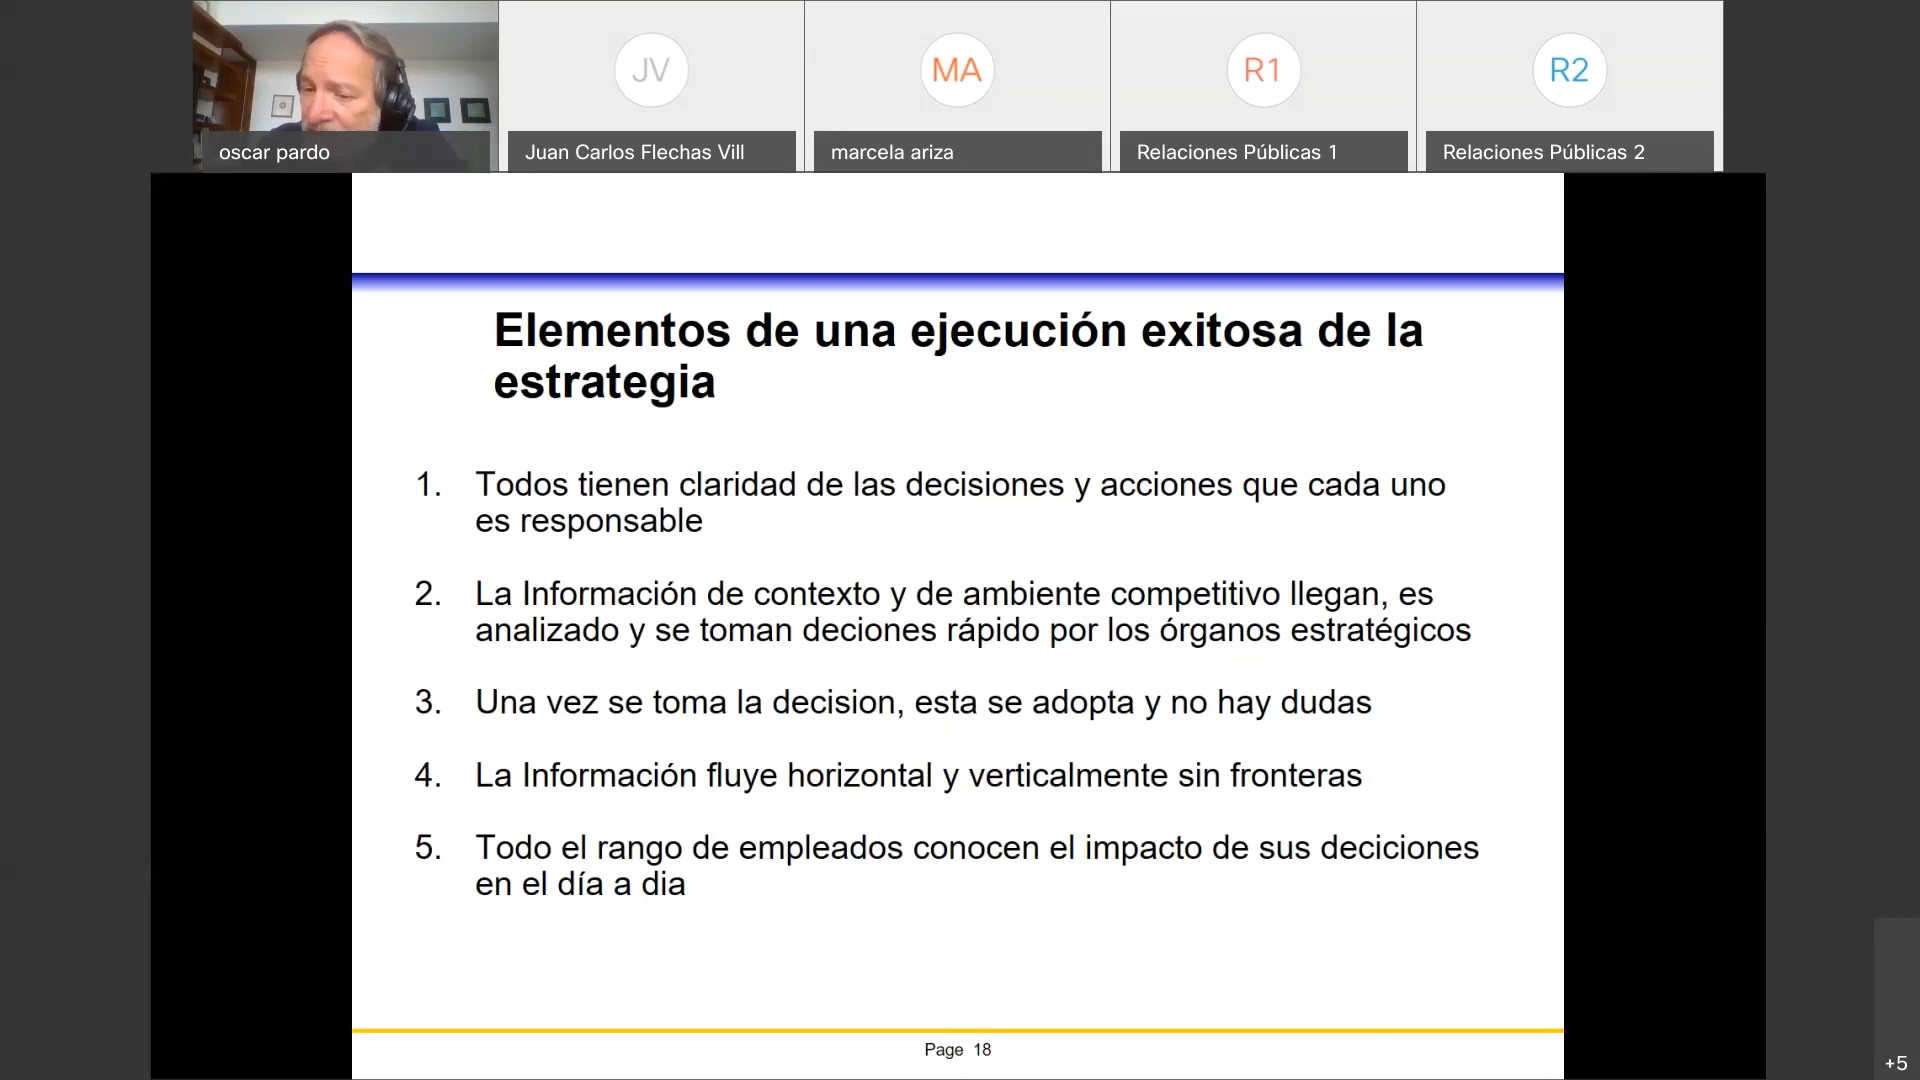 JV
MA
R1
R2
oscar pardo
Juan Carlos Flechas Vill
marcela ariza
Relaciones Públicas 1
Relaciones Públicas 2
Elementos de una ejecución exitosa de la
estrategia
1. Todos tienen claridad de las decisiones y acciones que cada uno
es responsable
2. La Información de contexto y de ambiente competitivo llegan, es
analizado y se toman deciones rápido por los órganos estratégicos
3. Una vez se toma la decision, esta se adopta y no hay dudas
4. La Información fluye horizontal y verticalmente sin fronteras
5. Todo el rango de empleados conocen el impacto de sus deciciones
en el día a dia
Page 18
+5